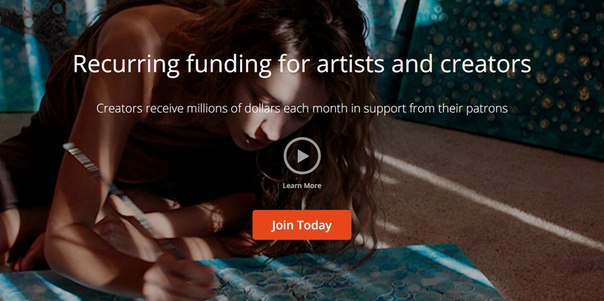 Recurring funding for artists and creators
Creators receive millions of dollars each month in support from their patrons
Learn More
Join Today